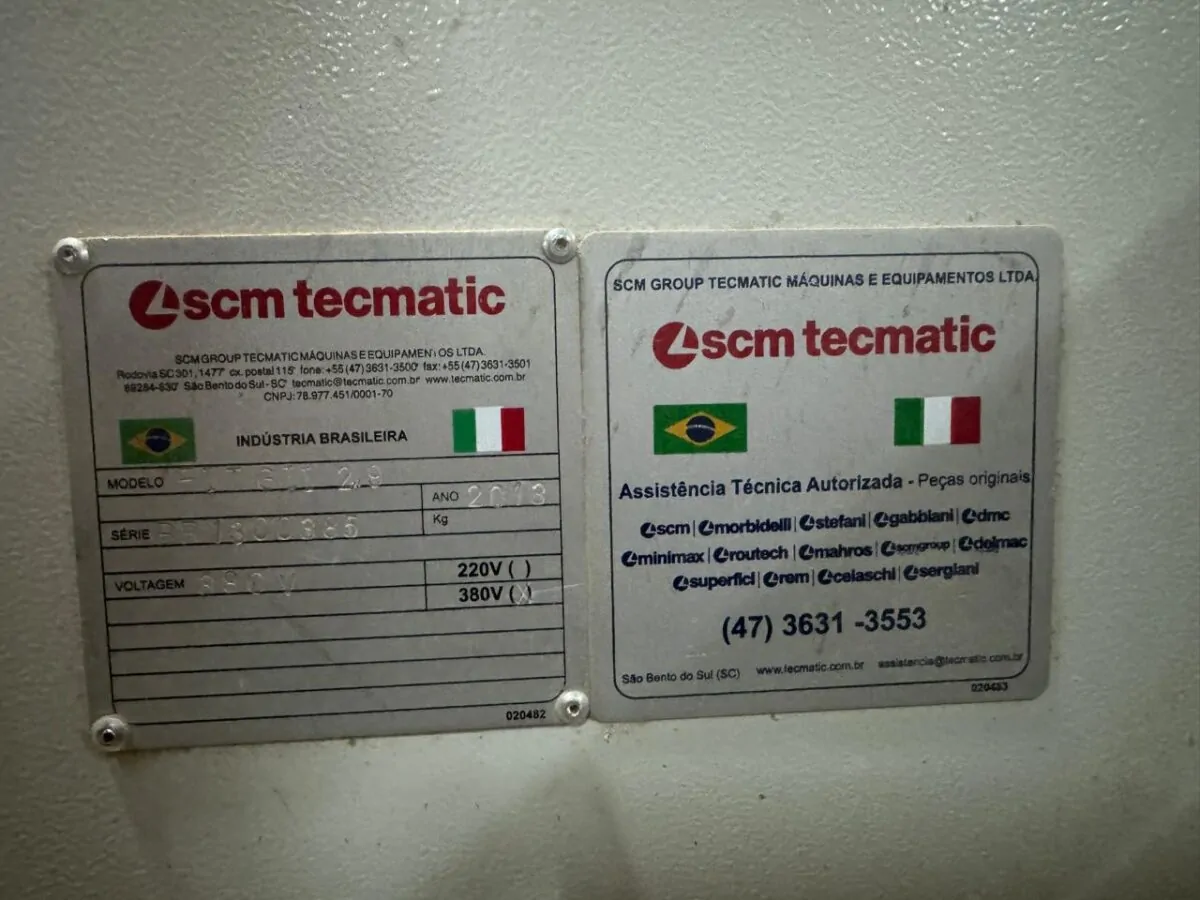 scm tecmatic
SCM GROUP TECMATIC MÁQUINAS E EQUIPAMENTOS LTDA.
Rodovia SC 301, 1477 cx. postal 115 fone: +55 (47) 3631-3500 fax: +55 (47) 3631-3501
89284-630 São Bento do Sul - SC tecmatic@tecmatic.com.br www.tecmatic.com.br
CNPJ: 78.977.451/0001-70
INDÚSTRIA BRASILEIRA
MODELO 2,9
ANO 2013
SÉRIE
Kg
VOLTAGEM 380V
220V ( )
380V (X)
020482
SCM GROUP TECMATIC MÁQUINAS E EQUIPAMENTOS LTDA.
scm tecmatic
Assistência Técnica Autorizada - Peças originais
scm | morbidelli | stefani | gabbiani | dmc
minimax | routech | mahros | scmgroup | delmac
superfici | rem | celaschi | sergiani
(47) 3631 -3553
São Bento do Sul (SC) www.tecmatic.com.br assistencia@tecmatic.com.br
020483